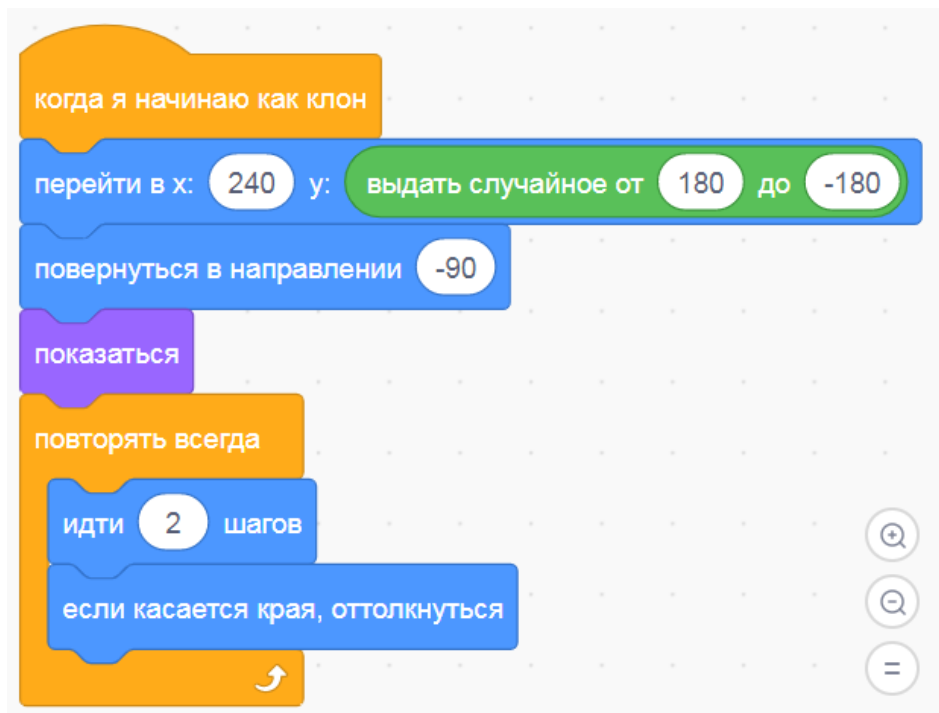 когда я начинаю как клон
перейти в x: 240 y: выдать случайное от 180 до -180
повернуться в направлении -90
показаться
повторять всегда
идти 2 шагов
если касается края, оттолкнуться